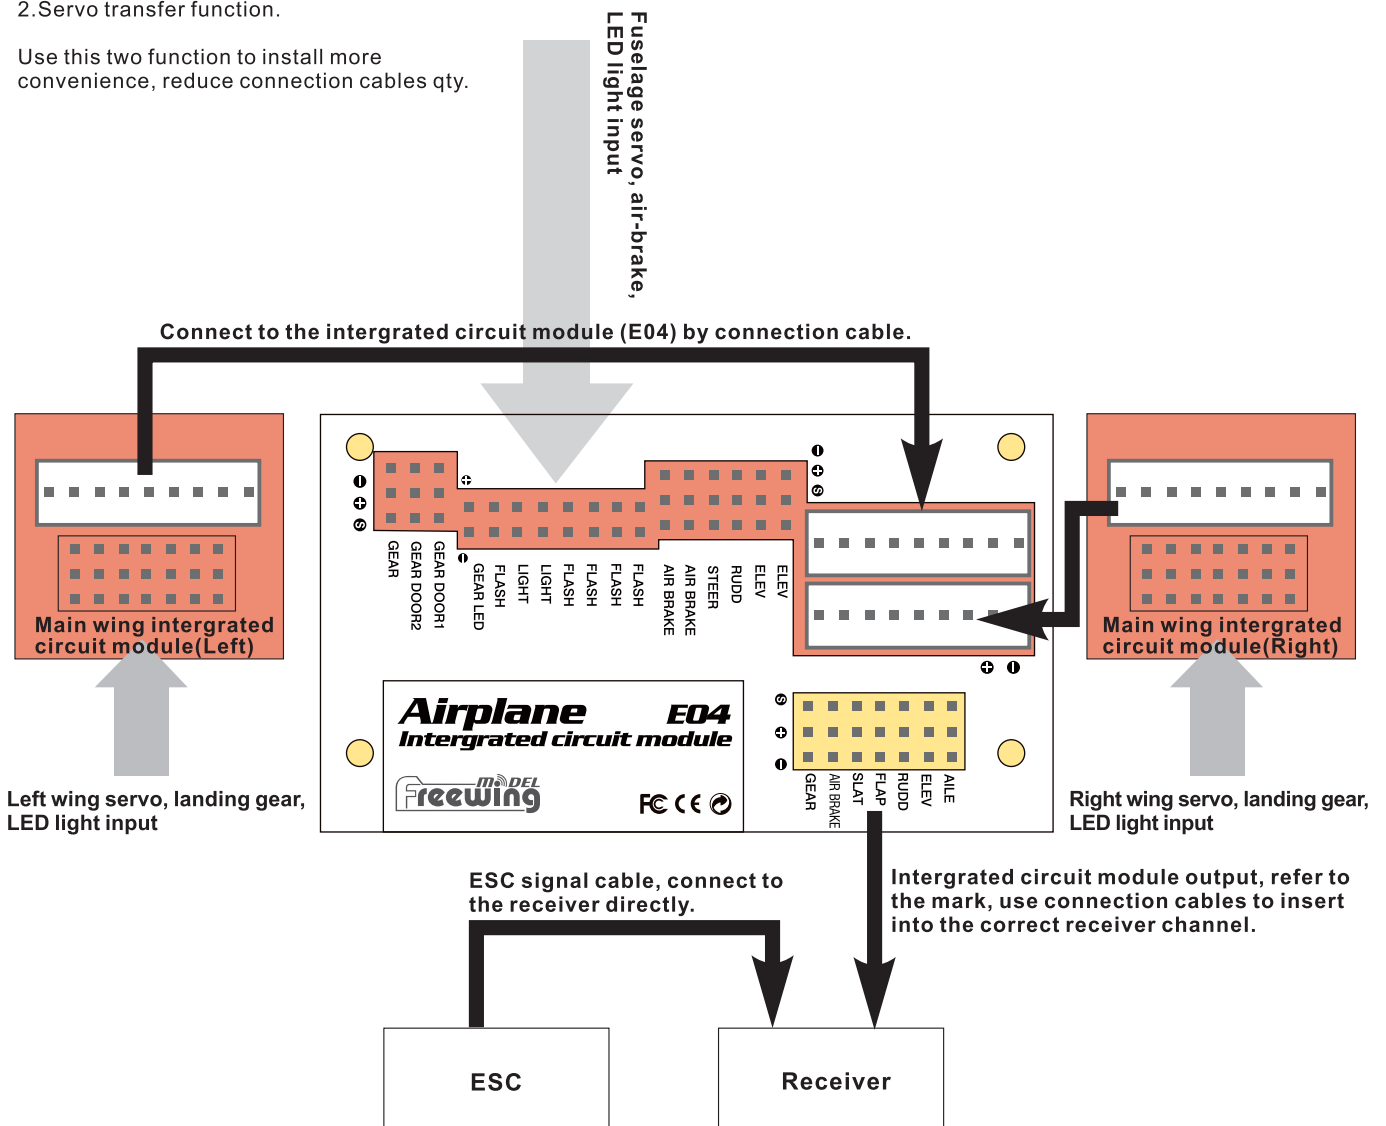 2.Servo transfer function.
Use this two function to install more
convenience, reduce connection cables qty.
Fuselage servo, air-brake,
LED light input
Connect to the intergrated circuit module (E04) by connection cable.
GEAR
GEAR DOOR2
GEAR DOOR1
GEAR LED
FLASH
LIGHT
LIGHT
FLASH
FLASH
FLASH
FLASH
AIR BRAKE
AIR BRAKE
STEER
RUDD
ELEV
ELEV
S
S
Main wing intergrated
circuit module(Left)
Main wing intergrated
circuit module(Right)
Left wing servo, landing gear,
LED light input
Airplane E04
Intergrated circuit module
Freewing MODEL
FC CE
S
GEAR
AIR BRAKE
SLAT
FLAP
RUDD
ELEV
AILE
Right wing servo, landing gear,
LED light input
ESC signal cable, connect to
the receiver directly.
Intergrated circuit module output, refer to
the mark, use connection cables to insert
into the correct receiver channel.
ESC
Receiver